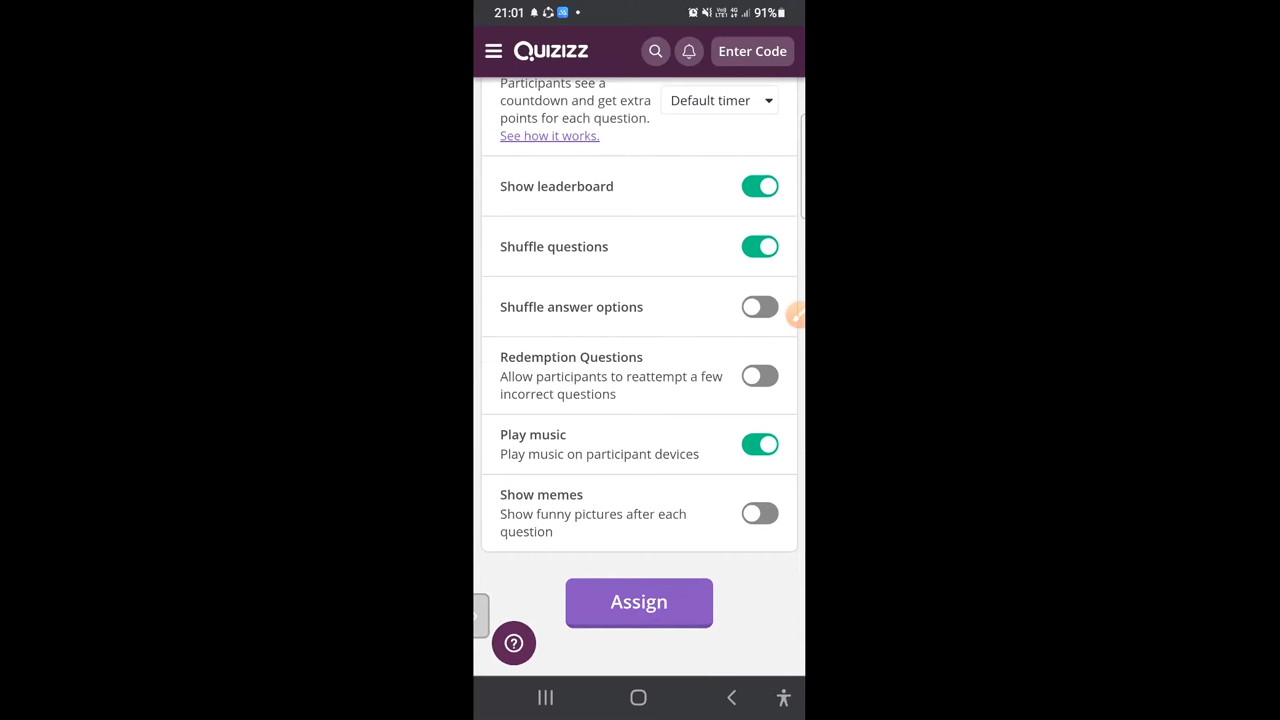 21:01
91%
QUIZIZZ
Enter Code
Participants see a
countdown and get extra
points for each question.
See how it works.
Default timer
Show leaderboard
Shuffle questions
Shuffle answer options
Redemption Questions
Allow participants to reattempt a few
incorrect questions
Play music
Play music on participant devices
Show memes
Show funny pictures after each
question
Assign